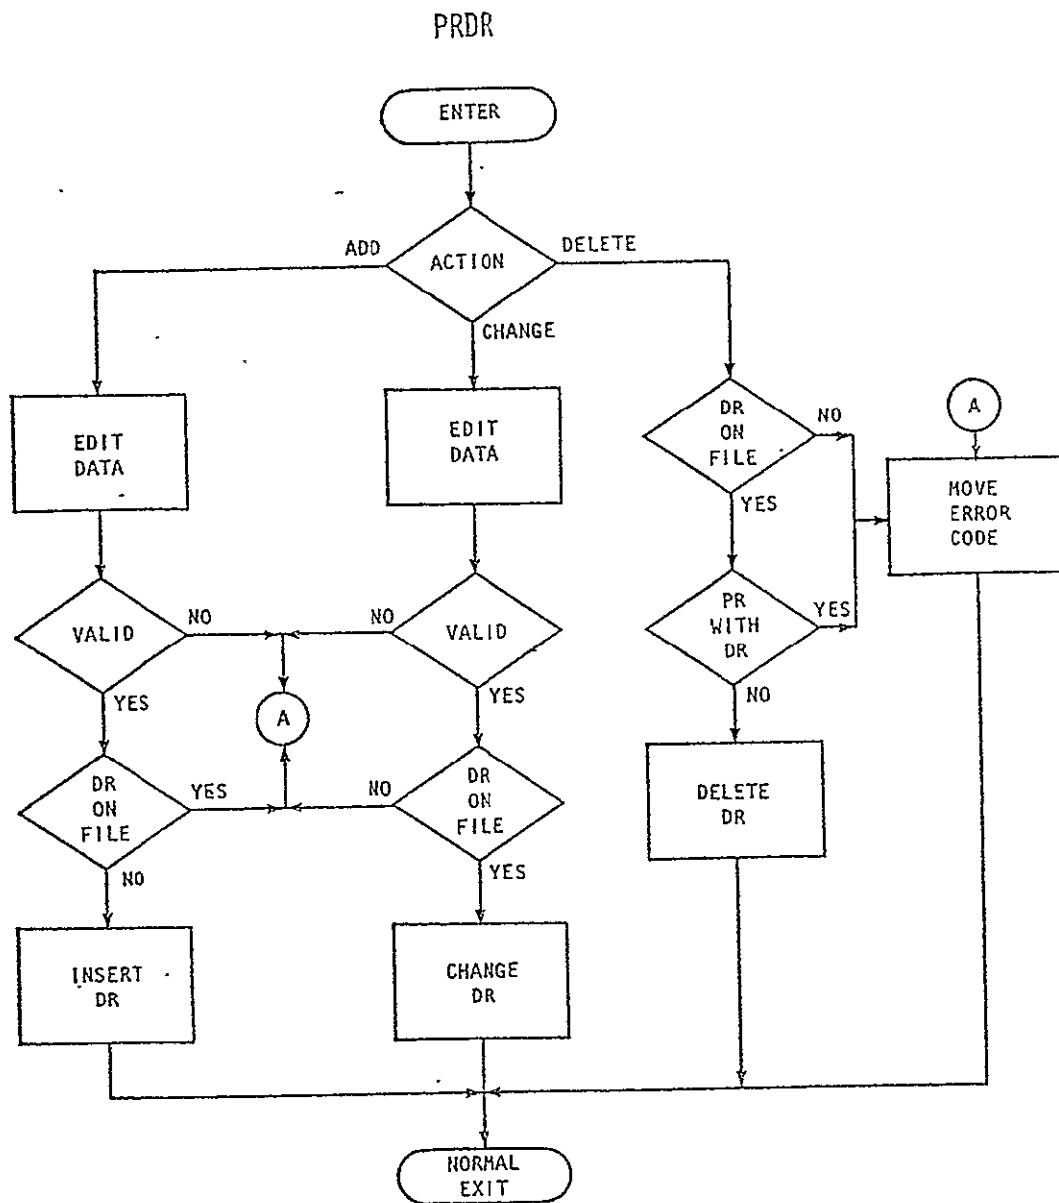 PRDR
ENTER
ADD
ACTION
DELETE
CHANGE
EDIT
DATA
EDIT
DATA
DR
ON
FILE
NO
A
MOVE
ERROR
CODE
YES
VALID
NO
NO
VALID
PR
WITH
DR
YES
YES
A
YES
NO
DR
ON
FILE
YES
NO
DR
ON
FILE
DELETE
DR
NO
YES
INSERT
DR
CHANGE
DR
NORMAL
EXIT